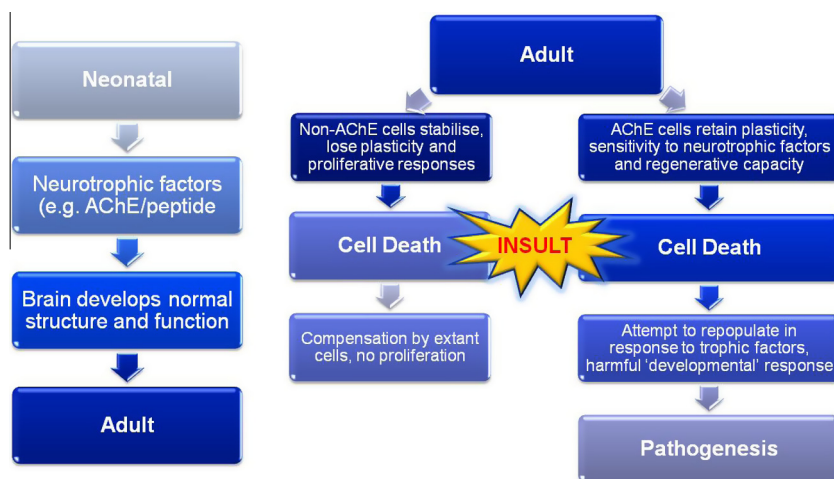 Neonatal
Neurotrophic factors
(e.g. AChE/peptide
Brain develops normal
structure and function
Adult
Adult
Non-AChE cells stabilise,
lose plasticity and
proliferative responses
AChE cells retain plasticity,
sensitivity to neurotrophic factors
and regenerative capacity
Cell Death
INSULT
Cell Death
Compensation by extant
cells, no proliferation
Attempt to repopulate in
response to trophic factors,
harmful ‘developmental’ response
Pathogenesis